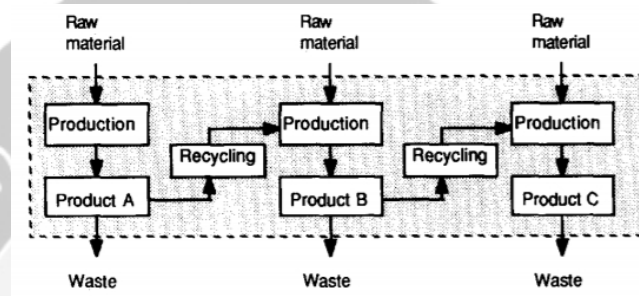 Raw
material
Raw
material
Raw
material
Production
Production
Production
Recycling
Recycling
Product A
Product B
Product C
Waste
Waste
Waste